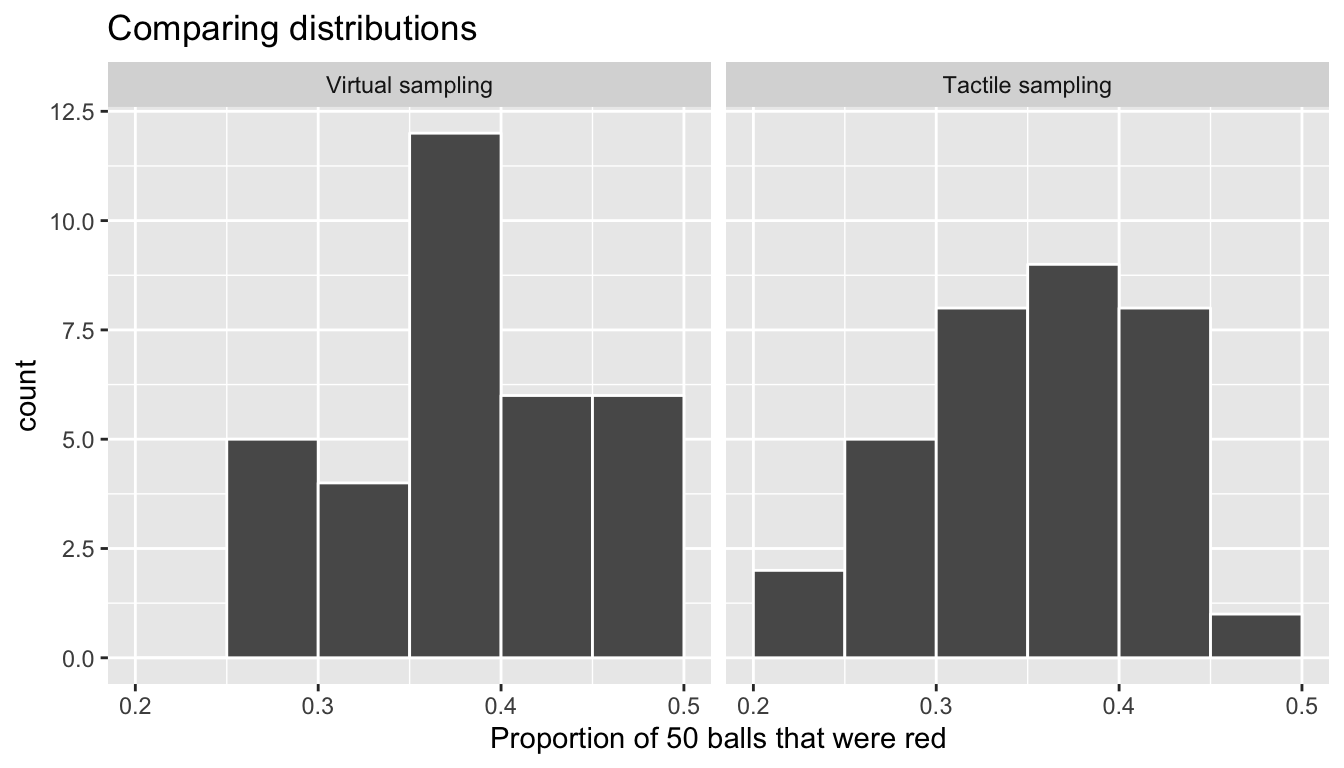 Comparing distributions
Virtual sampling
Tactile sampling
12.5
10.0
7.5
5.0
2.5
0.0
count
0.2
0.3
0.4
0.5
0.2
0.3
0.4
0.5
Proportion of 50 balls that were red